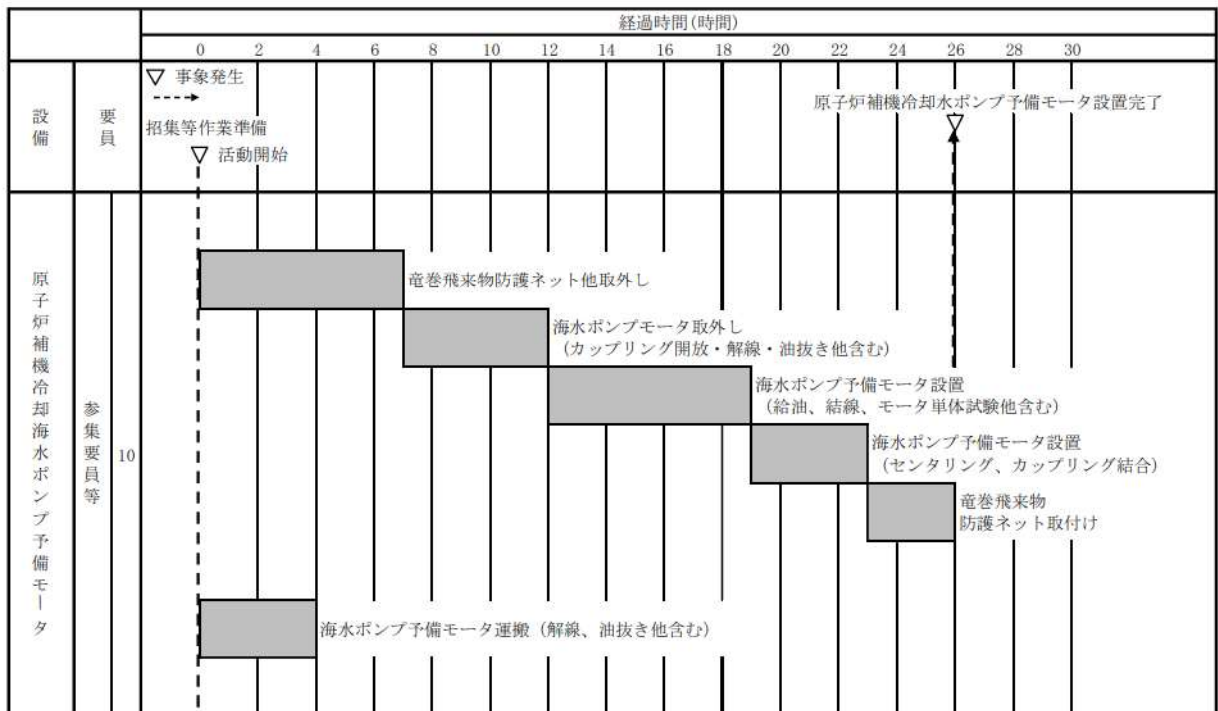 経過時間(時間)
0 2 4 6 8 10 12 14 16 18 20 22 24 26 28 30
設備
要員
▽ 事象発生
招集等作業準備
▽ 活動開始
原子炉補機冷却水ポンプ予備モータ設置完了
▽
原子炉補機冷却海水ポンプ予備モータ
参集要員等
10
竜巻飛来物防護ネット他取外し
海水ポンプモータ取外し
(カップリング開放・解線・油抜き他含む)
海水ポンプ予備モータ設置
(給油、結線、モータ単体試験他含む)
海水ポンプ予備モータ設置
(センタリング、カップリング結合)
竜巻飛来物
防護ネット取付け
海水ポンプ予備モータ運搬(解線、油抜き他含む)